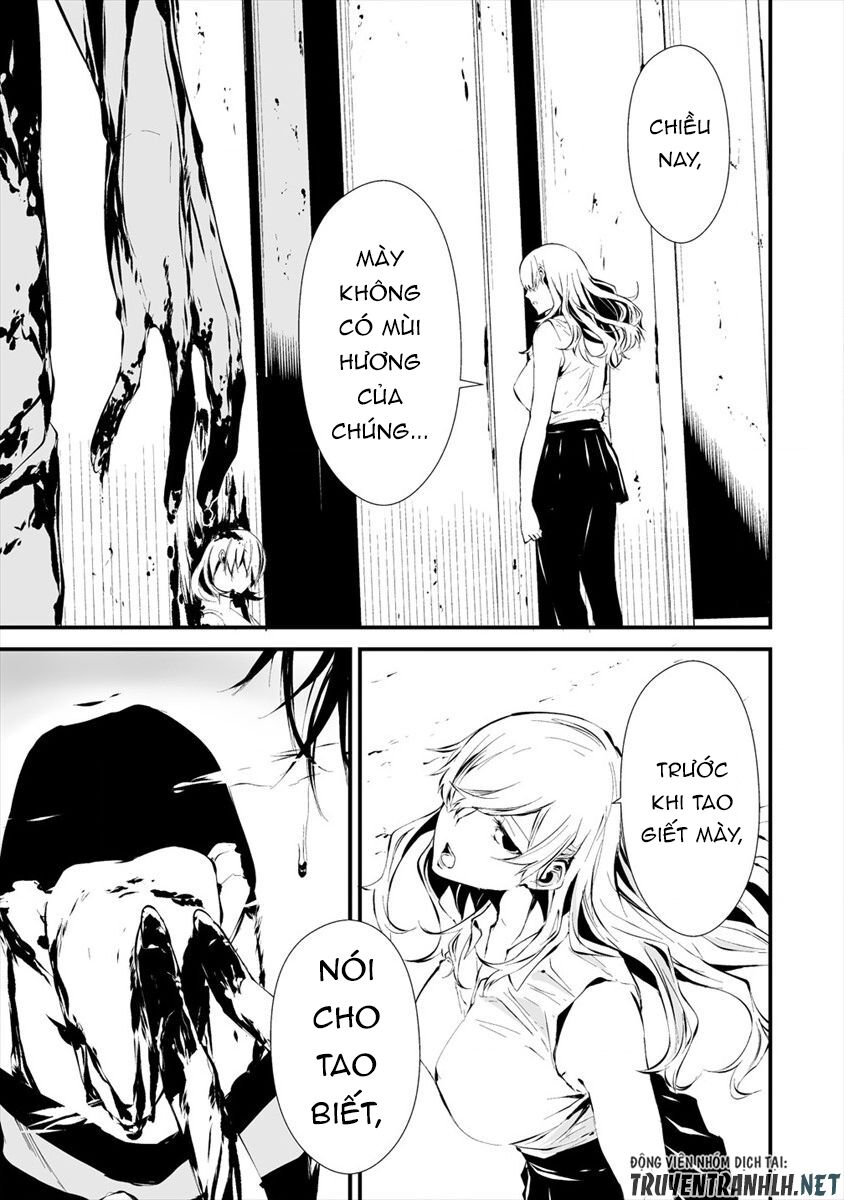 CHIỀU
NAY,
MÀY
KHÔNG
CÓ MÙI
HƯƠNG
CỦA
CHÚNG...
TRƯỚC
KHI TAO
GIẾT MÀY,
NÓI
CHO
TAO
BIẾT,
ĐỘNG VIÊN NHÓM DỊCH TẠI:
TRUYENTRANHLH.NET